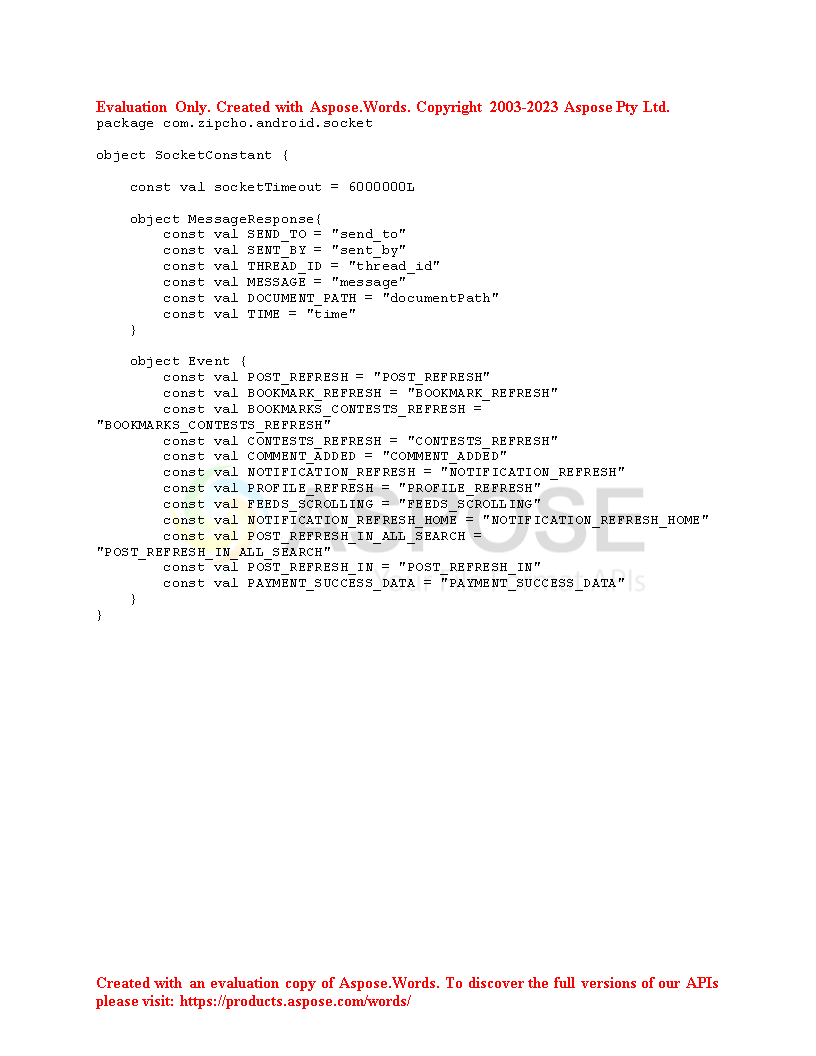 Evaluation Only. Created with Aspose.Words. Copyright 2003-2023 Aspose Pty Ltd.
package com.zipcho.android.socket
object SocketConstant {
    const val socketTimeout = 6000000L
    object MessageResponse{
        const val SEND_TO = "send_to"
        const val SENT_BY = "sent_by"
        const val THREAD_ID = "thread_id"
        const val MESSAGE = "message"
        const val DOCUMENT_PATH = "documentPath"
        const val TIME = "time"
    }
    object Event {
        const val POST_REFRESH = "POST_REFRESH"
        const val BOOKMARK_REFRESH = "BOOKMARK_REFRESH"
        const val BOOKMARKS_CONTESTS_REFRESH =
"BOOKMARKS_CONTESTS_REFRESH"
        const val CONTESTS_REFRESH = "CONTESTS_REFRESH"
        const val COMMENT_ADDED = "COMMENT_ADDED"
        const val NOTIFICATION_REFRESH = "NOTIFICATION_REFRESH"
        const val PROFILE_REFRESH = "PROFILE_REFRESH"
        const val FEEDS_SCROLLING = "FEEDS_SCROLLING"
        const val NOTIFICATION_REFRESH_HOME = "NOTIFICATION_REFRESH_HOME"
        const val POST_REFRESH_IN_ALL_SEARCH =
"POST_REFRESH_IN_ALL_SEARCH"
        const val POST_REFRESH_IN = "POST_REFRESH_IN"
        const val PAYMENT_SUCCESS_DATA = "PAYMENT_SUCCESS_DATA"
    }
}
ASPOSE
APIs
Created with an evaluation copy of Aspose.Words. To discover the full versions of our APIs
please visit: https://products.aspose.com/words/